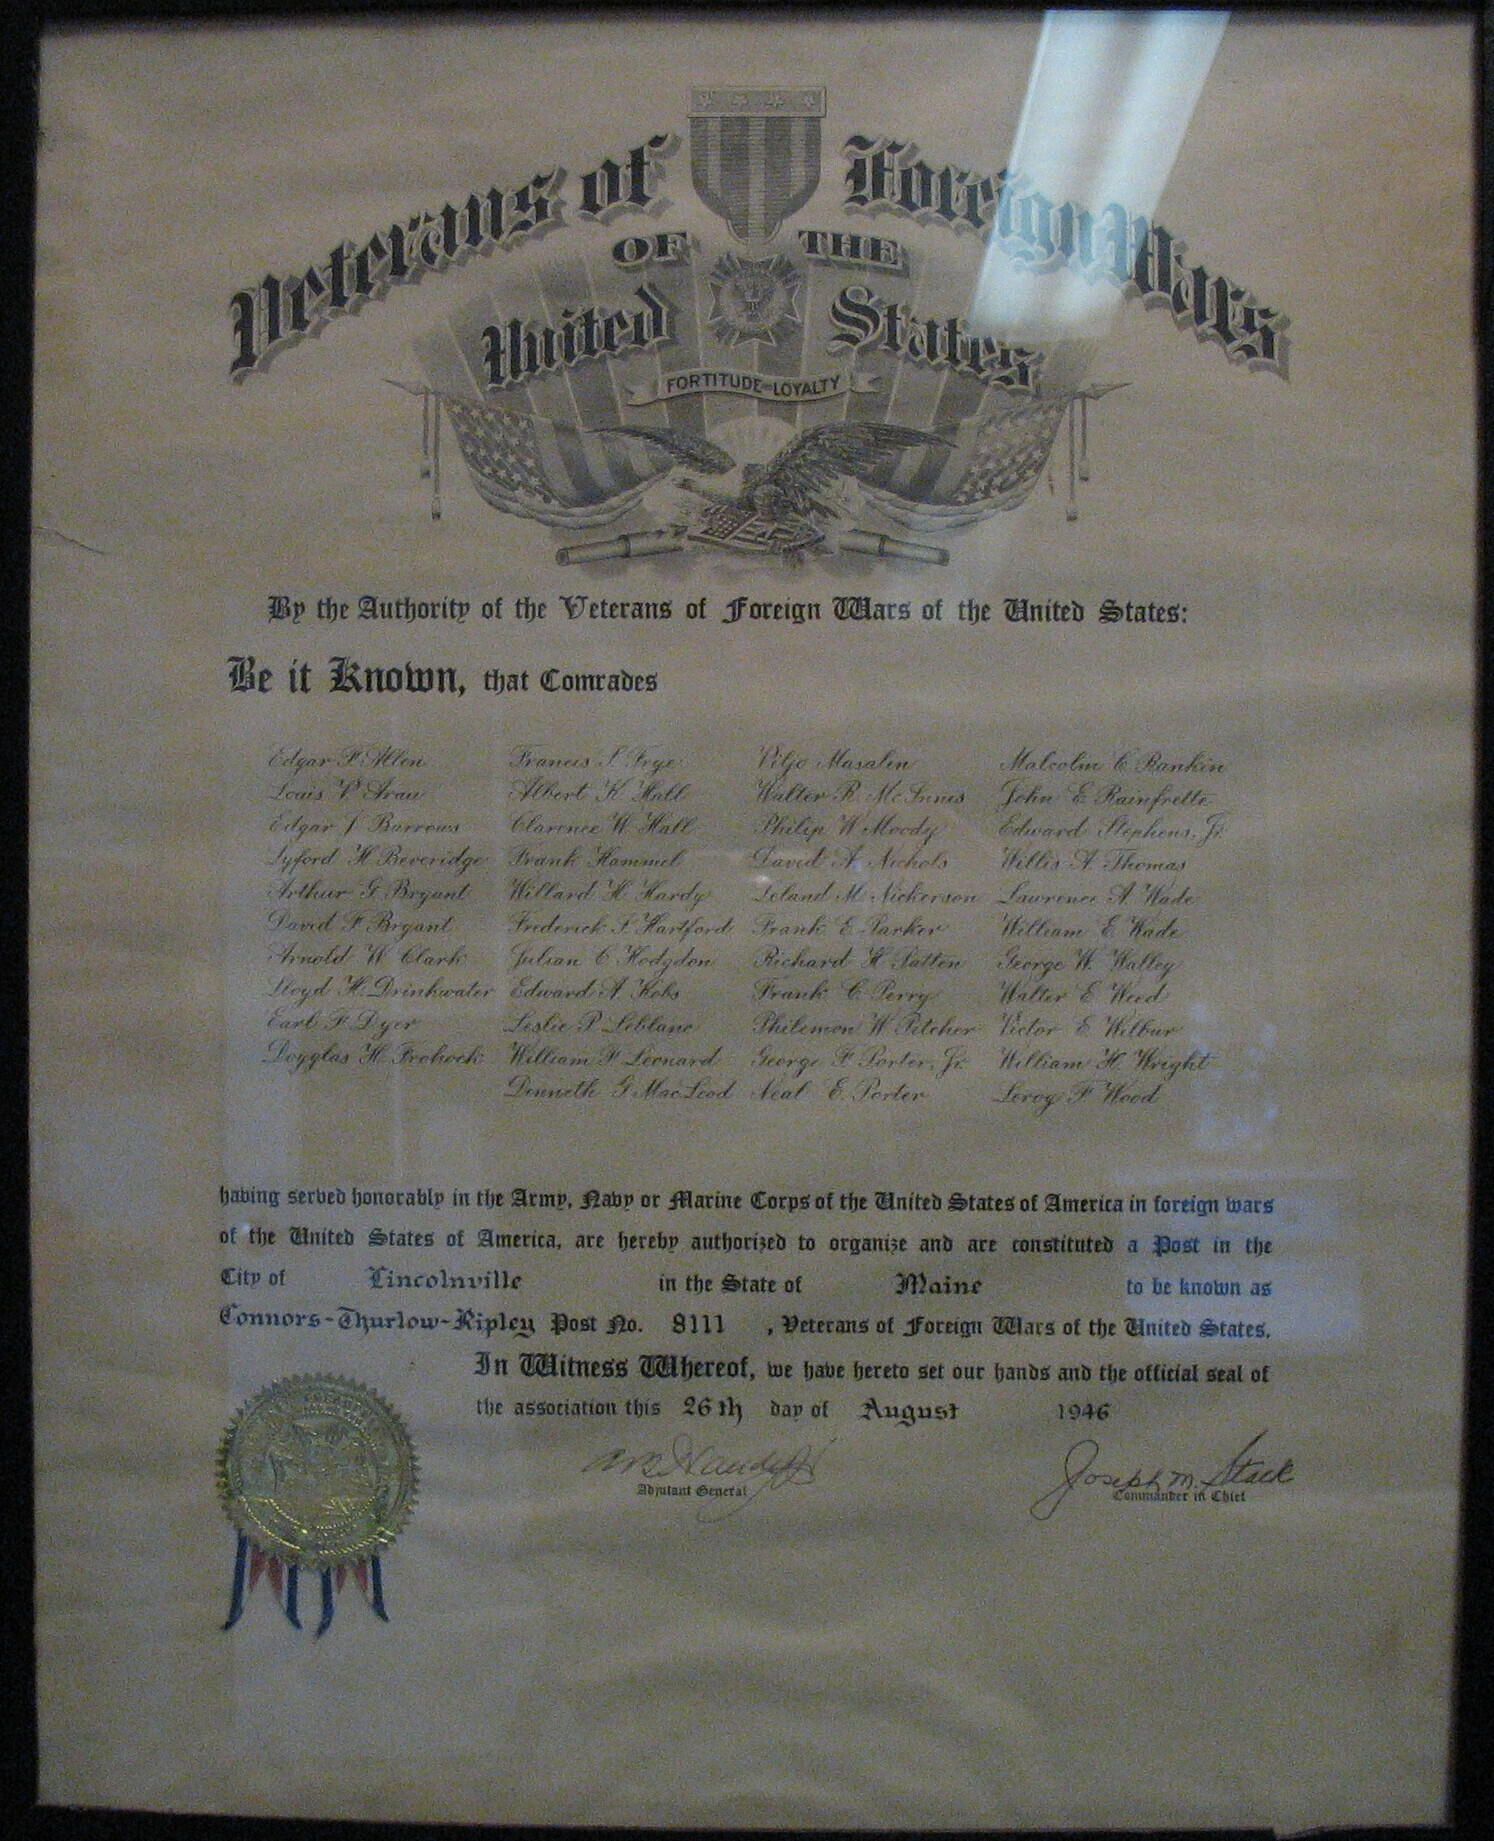 Veterans of Foreign Wars
OF THE
United States
FORTITUDE LOYALTY
By the Authority of the Veterans of Foreign Wars of the United States:
Be it Known, that Comrades
Edgar P. Allen Francis S. Frye Viljo Masalin Malcolm C. Rankin
Louis V. Arau Albert K. Hall Walter R. McInnis John E. Rainfrette
Edgar J. Burrows Clarence W. Hall Philip W. Moody Edward Stephens, Jr.
Lyford H. Beveridge Frank Hammel David A. Nichols Willis A. Thomas
Arthur G. Bryant Willard H. Hardy Leland M. Nickerson Lawrence A. Wade
David F. Bryant Frederick S. Hartford Frank E. Parker William E. Wade
Arnold W. Clark Julian C. Hodgdon Richard H. Patten George W. Walley
Lloyd H. Drinkwater Edward A. Kobs Frank C. Perry Walter E. Weed
Earl F. Dyer Leslie P. Leblanc Philemon W. Pitcher Victor E. Wilbur
Doyglas H. Frohock William F. Leonard George F. Porter, Jr. William H. Wright
Denneth G. MacLeod Neal E. Porter Leroy F. Wood
having served honorably in the Army, Navy or Marine Corps of the United States of America in foreign wars
of the United States of America, are hereby authorized to organize and are constituted a Post in the
City of Lincolnville in the State of Maine to be known as
Connors-Thurlow-Ripley Post No. 8111 , Veterans of Foreign Wars of the United States.
In Witness Whereof, we have hereto set our hands and the official seal of
the association this 26th day of August 1946
Joseph M. Stack
Adjutant General Commander in Chief